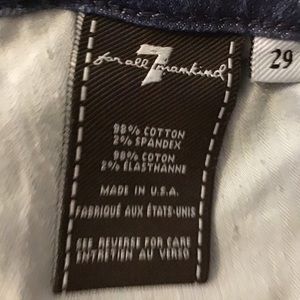 7
for all mankind
29
98% COTTON
2% SPANDEX
98% COTON
2% ÉLASTHANNE
MADE IN U.S.A.
FABRIQUÉ AUX ÉTATS-UNIS
SEE REVERSE FOR CARE
ENTRETIEN AU VERSO